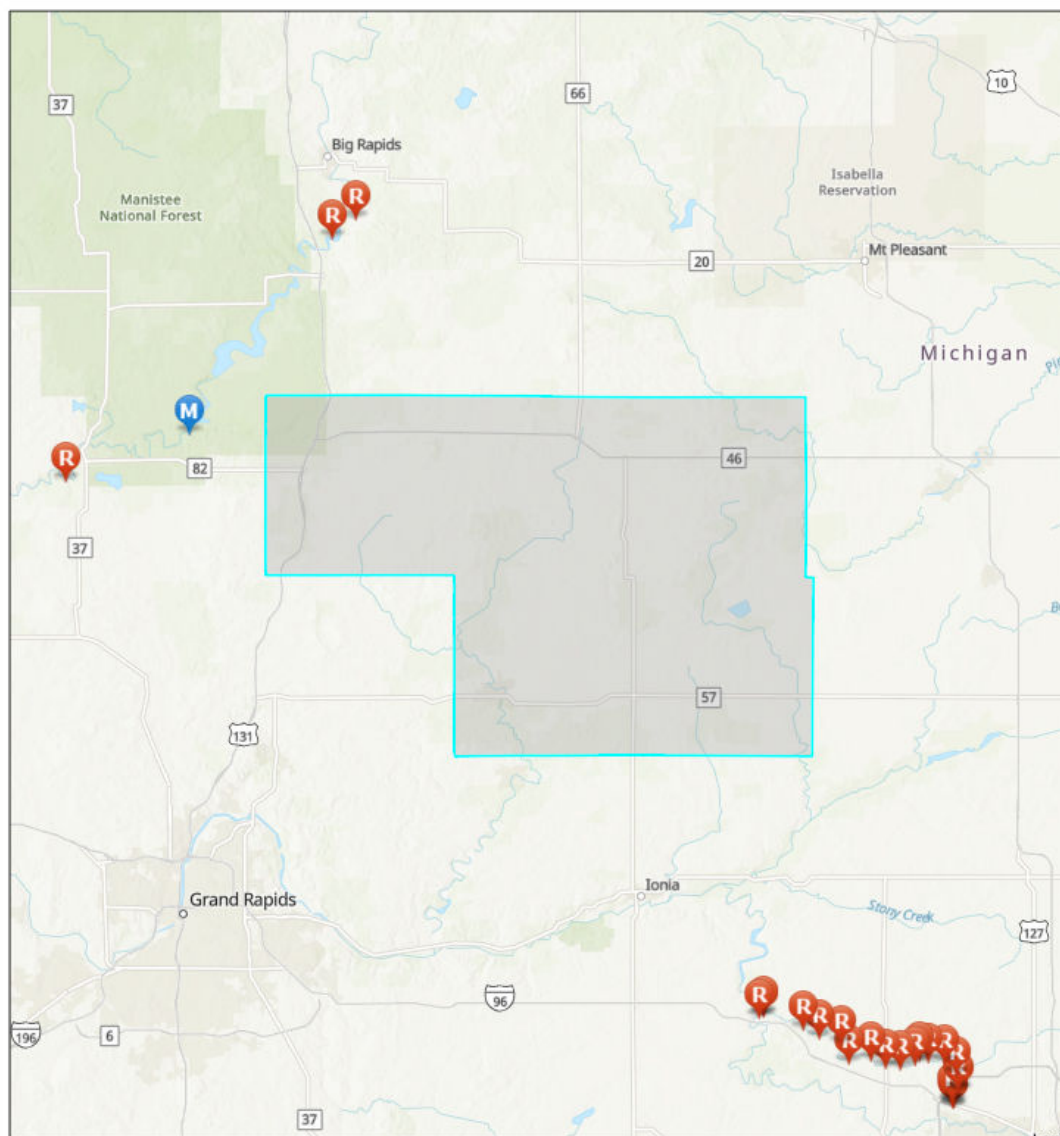 10
37
66
Big Rapids
Isabella
Reservation
R
R
Manistee
National Forest
Mt Pleasant
20
Michigan
M
R
82
46
37
57
131
Ionia
Grand Rapids
Stony Creek
127
R
96
R
R
R
R
R
R
R
R
R
R
196
6
37